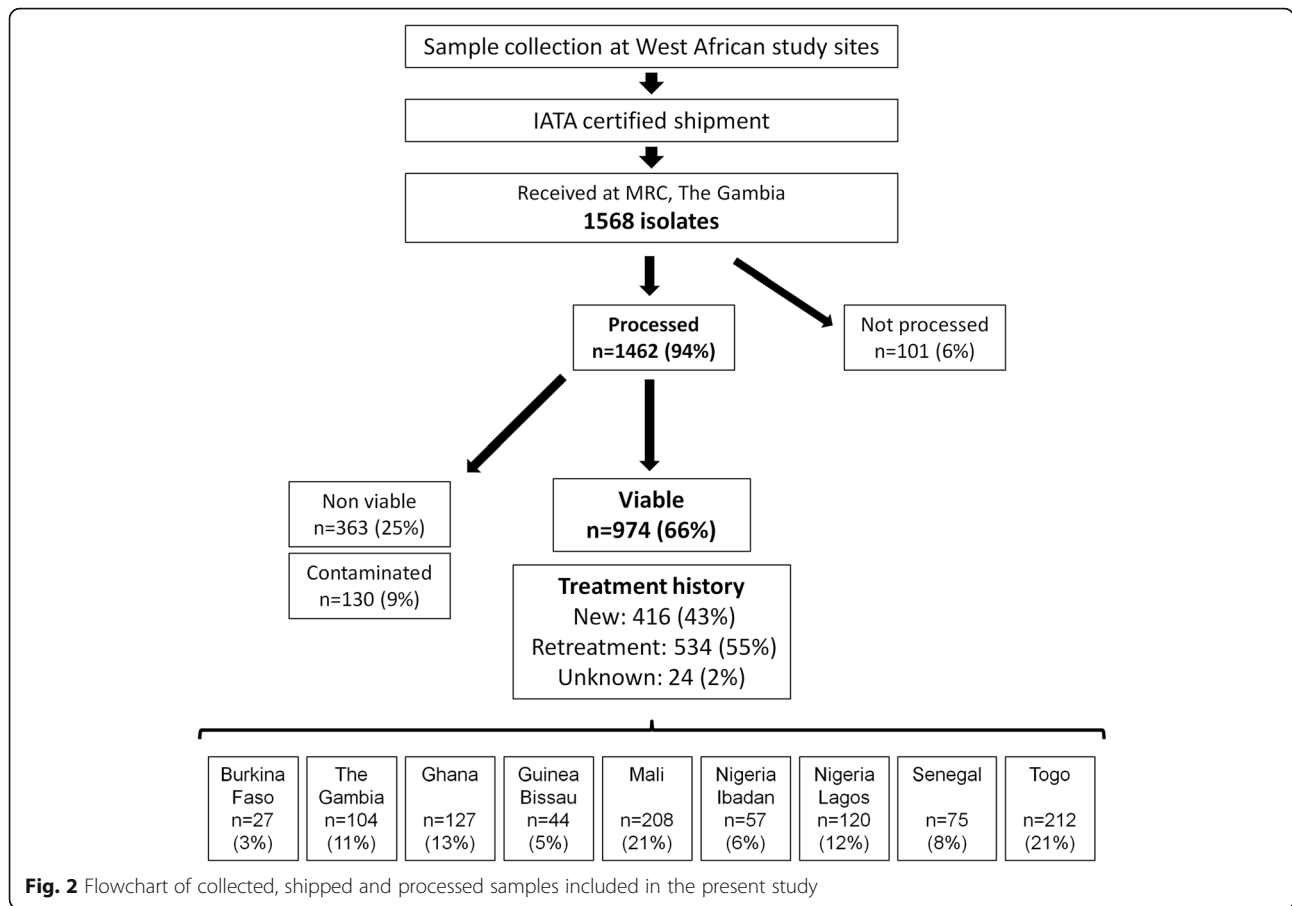 Sample collection at West African study sites
IATA certified shipment
Received at MRC, The Gambia
1568 isolates
Processed
n=1462 (94%)
Not processed
n=101 (6%)
Non viable
n=363 (25%)
Contaminated
n=130 (9%)
Viable
n=974 (66%)
Treatment history
New: 416 (43%)
Retreatment: 534 (55%)
Unknown: 24 (2%)
Burkina
Faso
n=27
(3%)
The
Gambia
n=104
(11%)
Ghana
n=127
(13%)
Guinea
Bissau
n=44
(5%)
Mali
n=208
(21%)
Nigeria
Ibadan
n=57
(6%)
Nigeria
Lagos
n=120
(12%)
Senegal
n=75
(8%)
Togo
n=212
(21%)
Fig. 2 Flowchart of collected, shipped and processed samples included in the present study